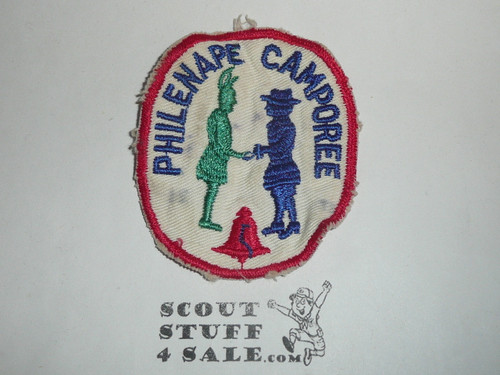 PHILENAPE CAMPOREE
SCOUT
STUFF
4 SALE.COM